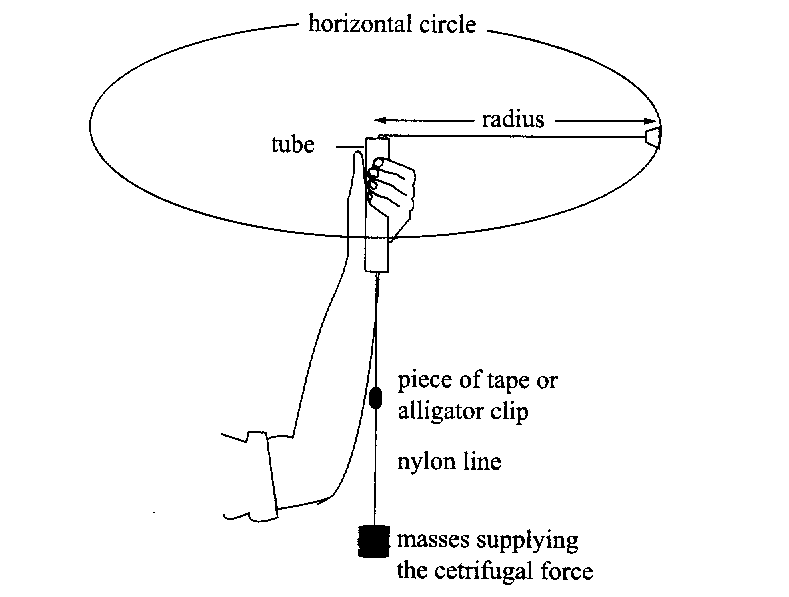 horizontal circle
radius
tube
piece of tape or
alligator clip
nylon line
masses supplying
the cetrifugal force